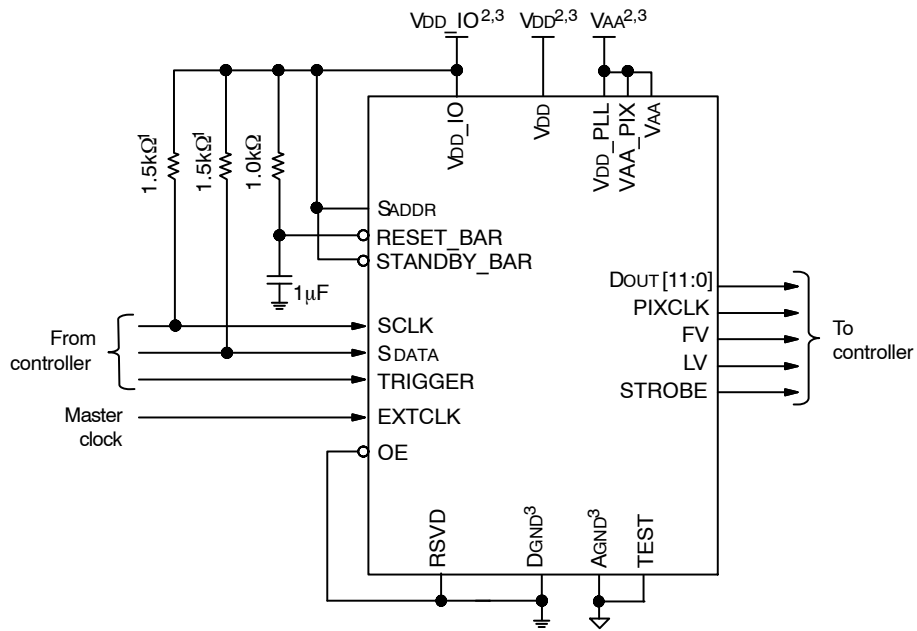 VDD_IO2,3 VDD2,3 VAA2,3
1.5kΩ1
1.5kΩ1
1.0kΩ
VDD_IO
VDD
VDD_PLL
VAA_PIX
VAA
SADDR
RESET_BAR
STANDBY_BAR
1μF
From
controller
SCLK
SDATA
TRIGGER
Master
clock
EXTCLK
OE
DOUT [11:0]
PIXCLK
FV
LV
STROBE
To
controller
RSVD
DGND3
AGND3
TEST